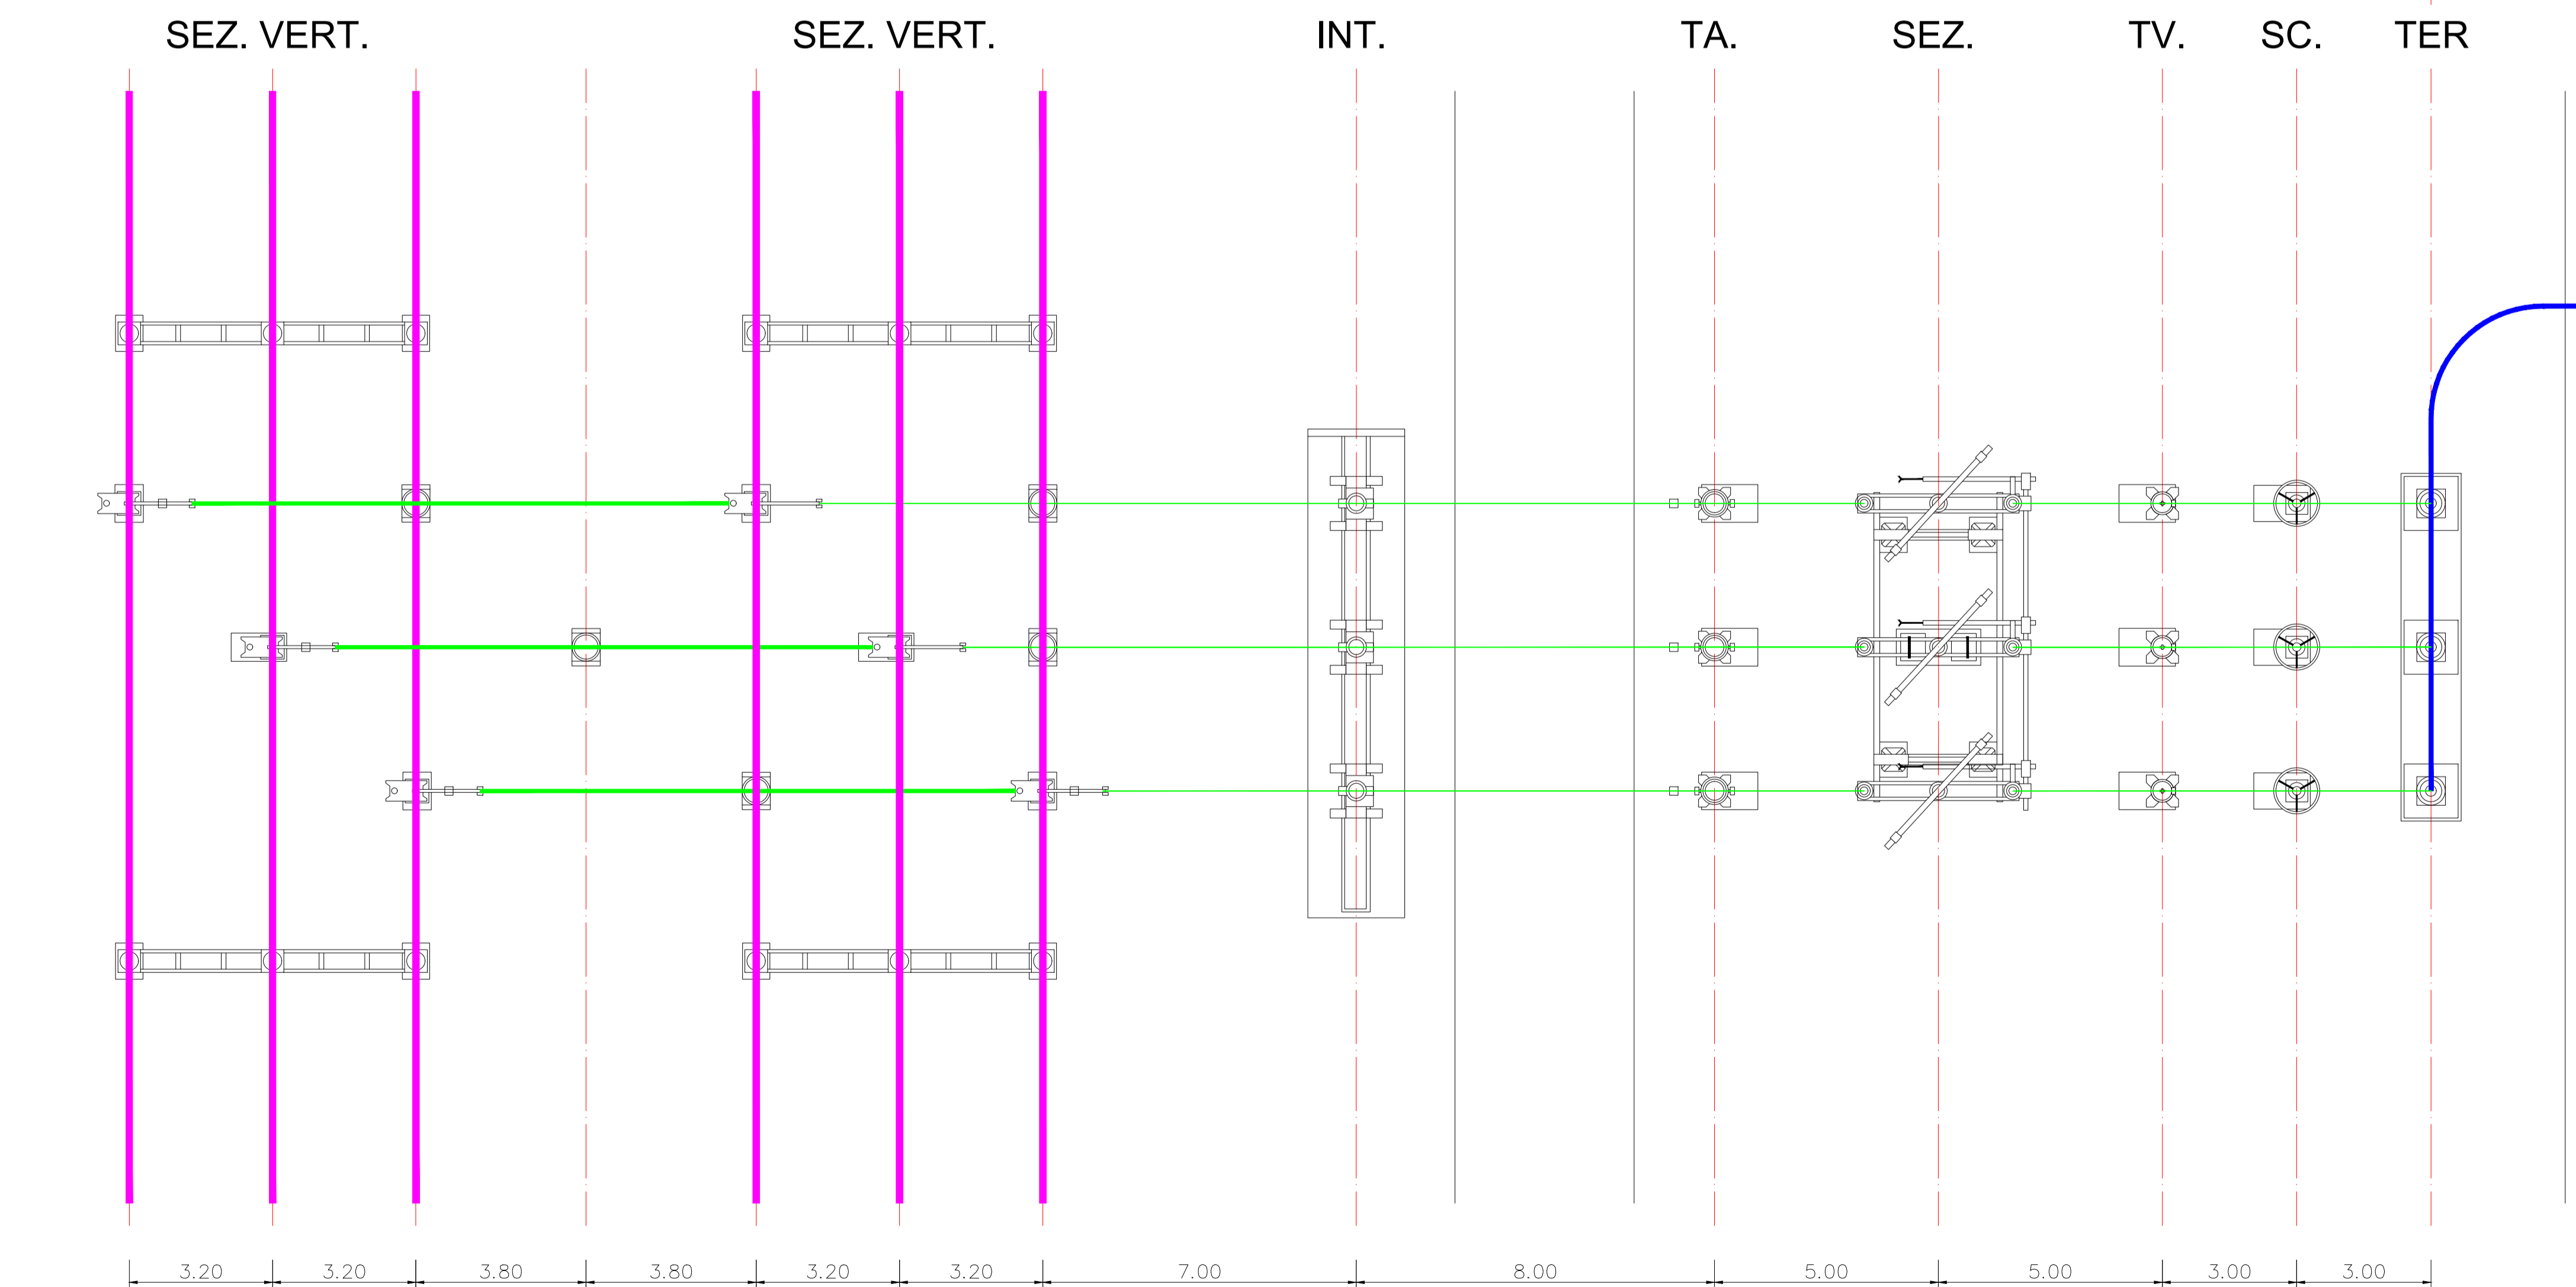 SEZ. VERT. SEZ. VERT. INT. TA. SEZ. TV. SC. TER
3.20 3.20 3.80 3.80 3.20 3.20 7.00 8.00 5.00 5.00 3.00 3.00